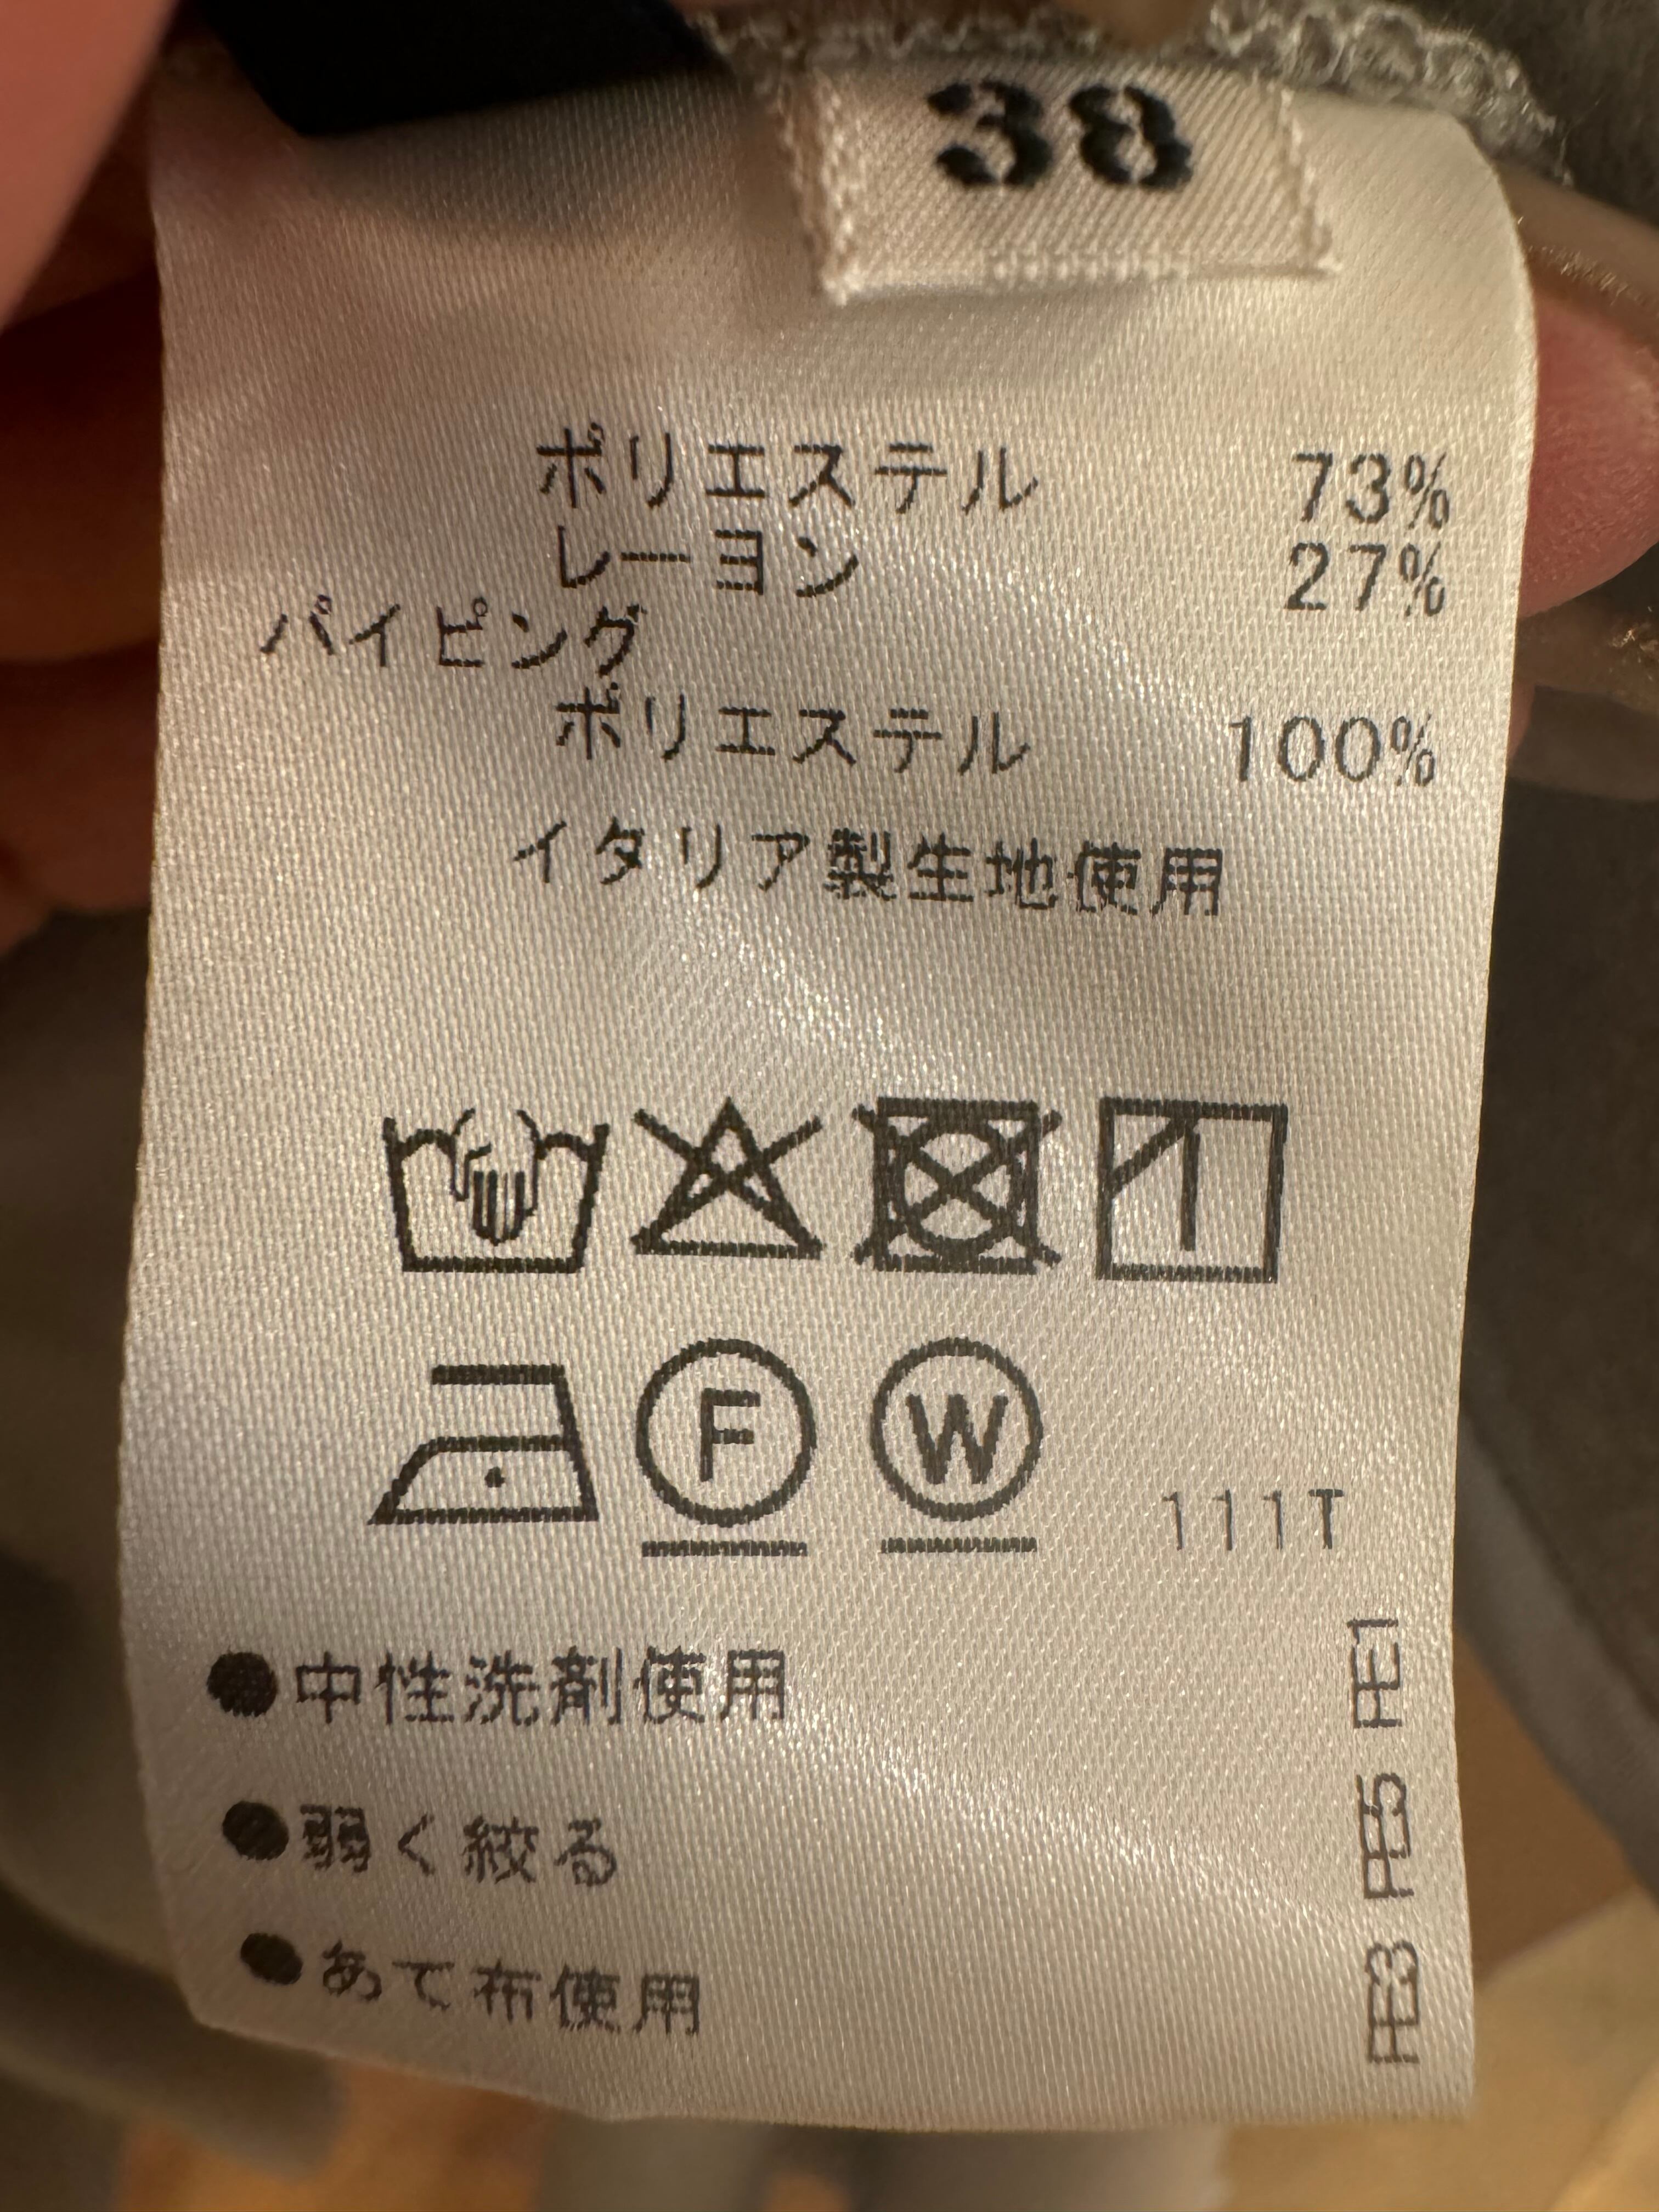 38
ポリエステル 73%
レーヨン 27%
パイピング
ポリエステル 100%
イタリア製生地使用
F W
111T
●中性洗剤使用
●弱く絞る
●あて布使用